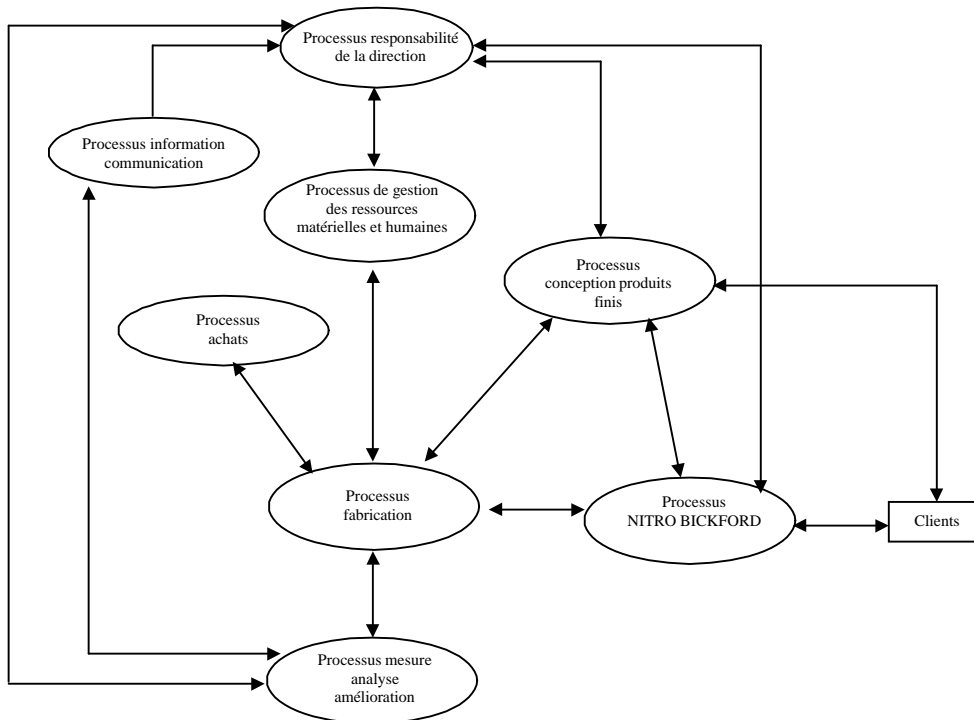 Processus responsabilité
de la direction
Processus information
communication
Processus de gestion
des ressources
matérielles et humaines
Processus
conception produits
finis
Processus
achats
Processus
fabrication
Processus
NITRO BICKFORD
Clients
Processus mesure
analyse
amélioration